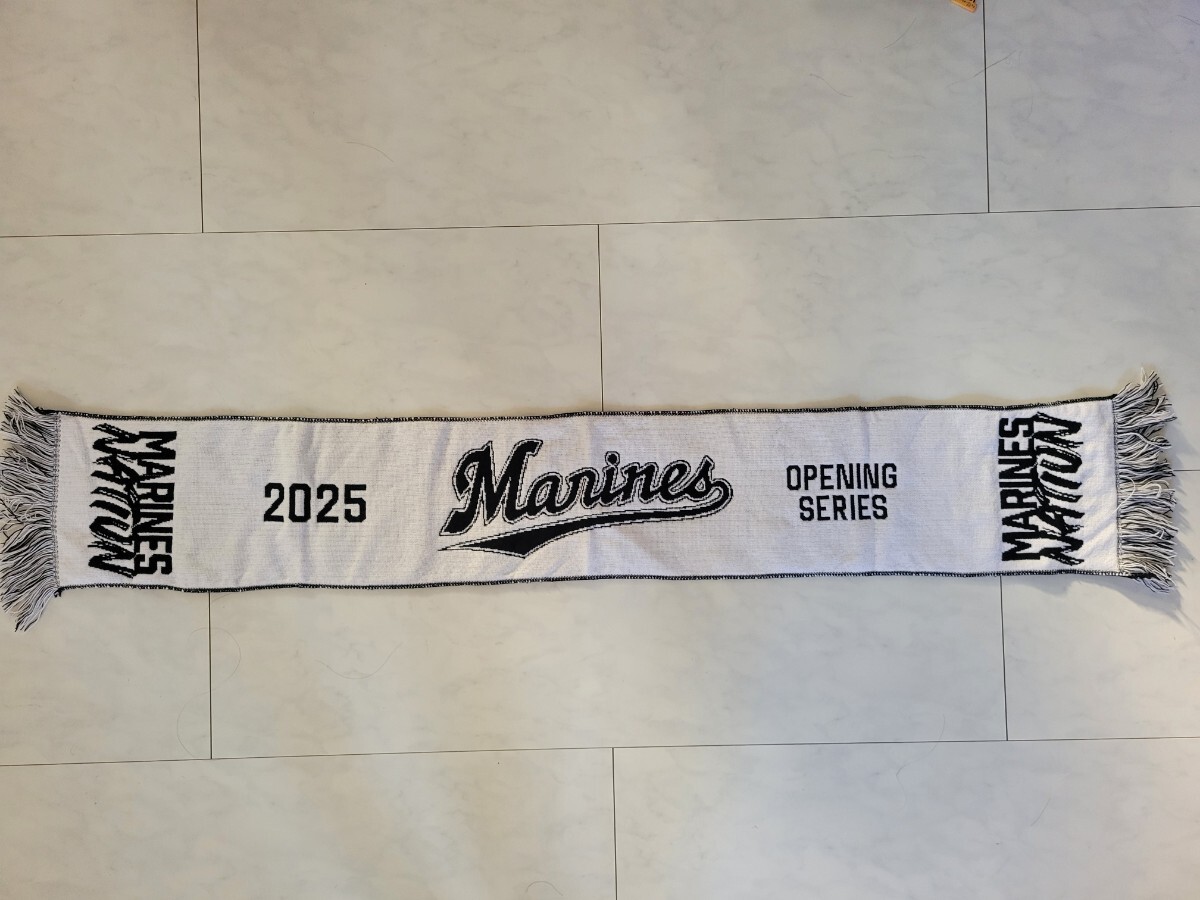 MARINES
NATION
2025
Marines
OPENING
SERIES
MARINES
NATION